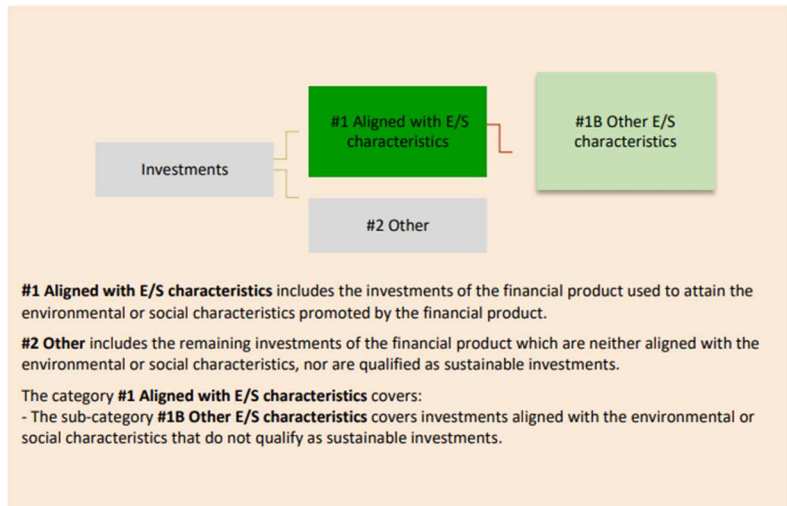 #1 Aligned with E/S
characteristics
#1B Other E/S
characteristics
Investments
#2 Other
#1 Aligned with E/S characteristics includes the investments of the financial product used to attain the
environmental or social characteristics promoted by the financial product.
#2 Other includes the remaining investments of the financial product which are neither aligned with the
environmental or social characteristics, nor are qualified as sustainable investments.
The category #1 Aligned with E/S characteristics covers:
- The sub-category #1B Other E/S characteristics covers investments aligned with the environmental or
social characteristics that do not qualify as sustainable investments.